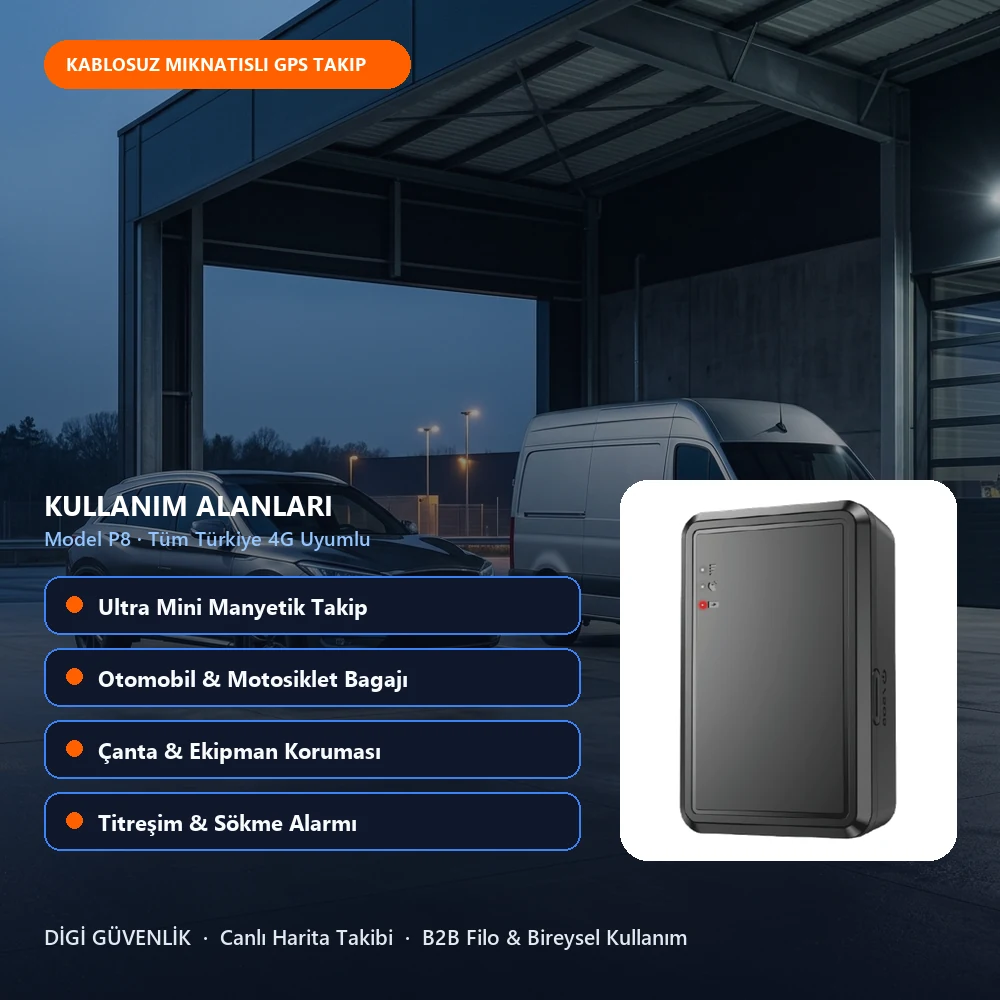 KABLOSUZ MIKNATISLI GPS TAKIP
KULLANIM ALANLARI
Model P8 · Tüm Türkiye 4G Uyumlu
Ultra Mini Manyetik Takip
Otomobil & Motosiklet Bagajı
Çanta & Ekipman Koruması
Titreşim & Sökme Alarmı
DİGİ GÜVENLİK · Canlı Harita Takibi · B2B Filo & Bireysel Kullanım